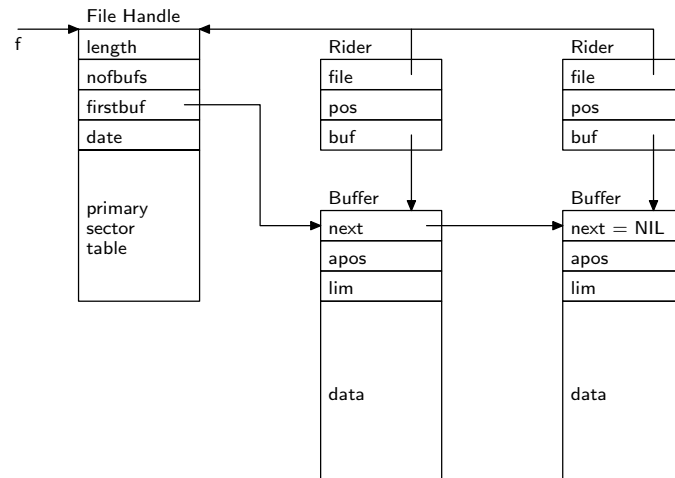 File Handle
f
length
nofbufs
firstbuf
date
primary
sector
table
Rider
file
pos
buf
Rider
file
pos
buf
Buffer
next
apos
lim
data
Buffer
next = NIL
apos
lim
data